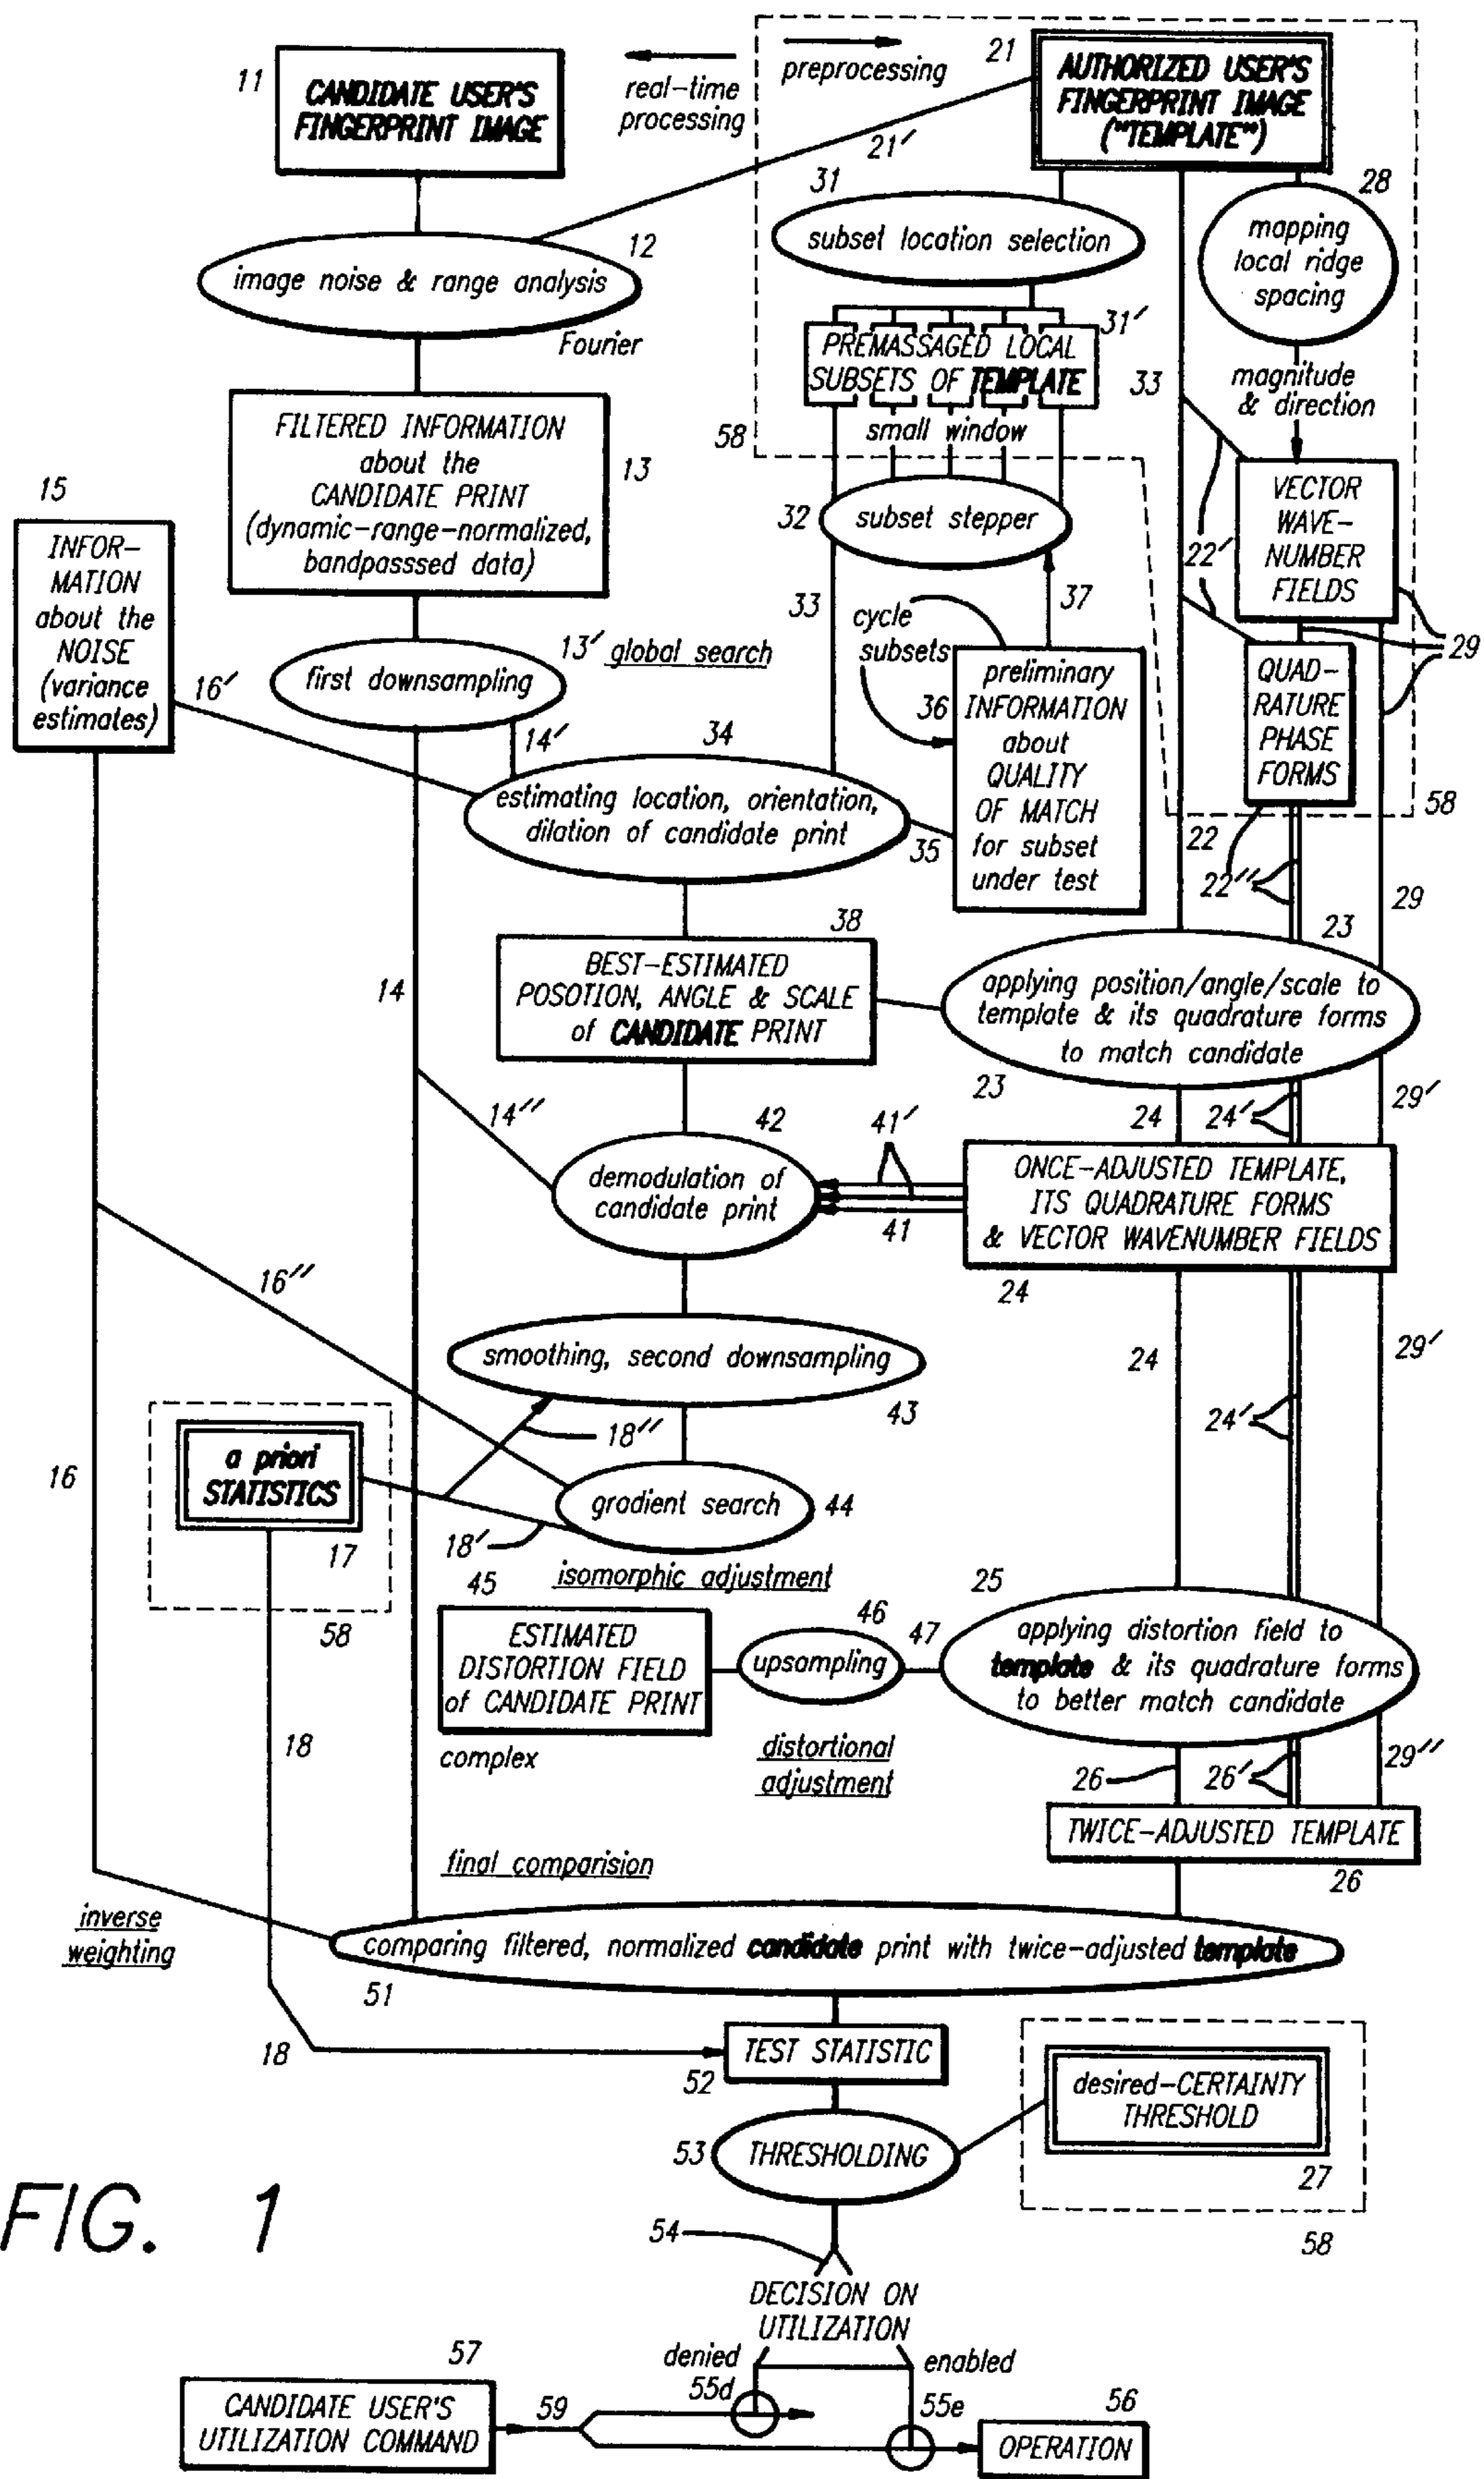 11
CANDIDATE USER'S
FINGERPRINT IMAGE
real-time
processing
preprocessing
21
AUTHORIZED USER'S
FINGERPRINT IMAGE
("TEMPLATE")
21′
31
subset location selection
28
mapping
local ridge
spacing
12
image noise & range analysis
Fourier
31′
PREMASSAGED LOCAL
SUBSETS OF TEMPLATE
small window
58
33
magnitude
& direction
FILTERED INFORMATION
about the
CANDIDATE PRINT
(dynamic-range-normalized,
bandpasssed data)
13
15
INFOR-
MATION
about the
NOISE
(variance
estimates)
32
subset stepper
22′
VECTOR
WAVE-
NUMBER
FIELDS
33
37
cycle
subsets
29
13′
global search
first downsampling
16′
14′
36
preliminary
INFORMATION
about
QUALITY
OF MATCH
for subset
under test
QUAD-
RATURE
PHASE
FORMS
58
34
estimating location, orientation,
dilation of candidate print
35
22
22′′
29
38
BEST-ESTIMATED
POSOTION, ANGLE & SCALE
of CANDIDATE PRINT
14
23
applying position/angle/scale to
template & its quadrature forms
to match candidate
23
24
24′
29′
14′′
42
demodulation of
candidate print
41′
41
ONCE-ADJUSTED TEMPLATE,
ITS QUADRATURE FORMS
& VECTOR WAVENUMBER FIELDS
24
16′′
smoothing, second downsampling
43
24
29′
24′
18′′
16
a priori
STATISTICS
17
58
gradient search
44
18′
isomorphic adjustment
45
ESTIMATED
DISTORTION FIELD
of CANDIDATE PRINT
complex
46
upsampling
47
25
applying distortion field to
template & its quadrature forms
to better match candidate
distortional
adjustment
18
26
26′
29′′
TWICE-ADJUSTED TEMPLATE
26
final comparision
inverse
weighting
comparing filtered, normalized candidate print with twice-adjusted template
51
18
TEST STATISTIC
52
desired-CERTAINTY
THRESHOLD
27
58
53
THRESHOLDING
54
FIG. 1
DECISION ON
UTILIZATION
denied
enabled
55d
55e
57
CANDIDATE USER'S
UTILIZATION COMMAND
59
56
OPERATION